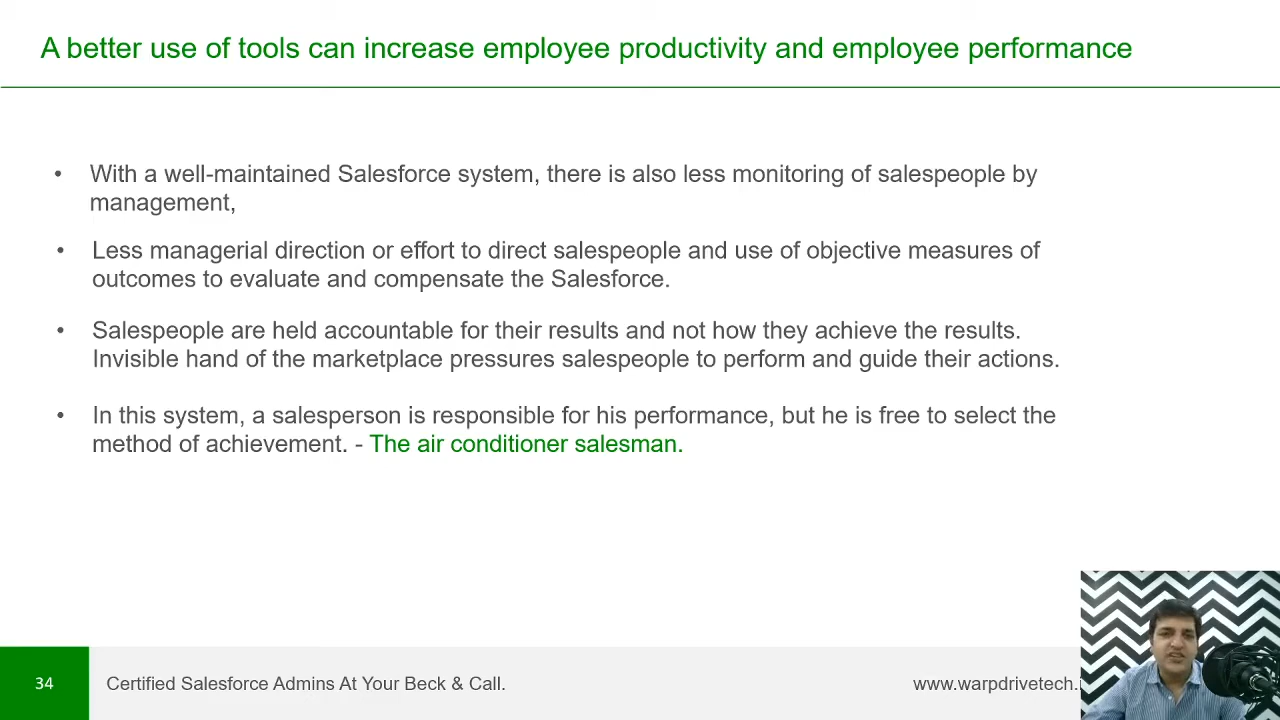 A better use of tools can increase employee productivity and employee performance
• With a well-maintained Salesforce system, there is also less monitoring of salespeople by
management,
• Less managerial direction or effort to direct salespeople and use of objective measures of
outcomes to evaluate and compensate the Salesforce.
• Salespeople are held accountable for their results and not how they achieve the results.
Invisible hand of the marketplace pressures salespeople to perform and guide their actions.
• In this system, a salesperson is responsible for his performance, but he is free to select the
method of achievement. - The air conditioner salesman.
34
Certified Salesforce Admins At Your Beck & Call.
www.warpdrivetech.